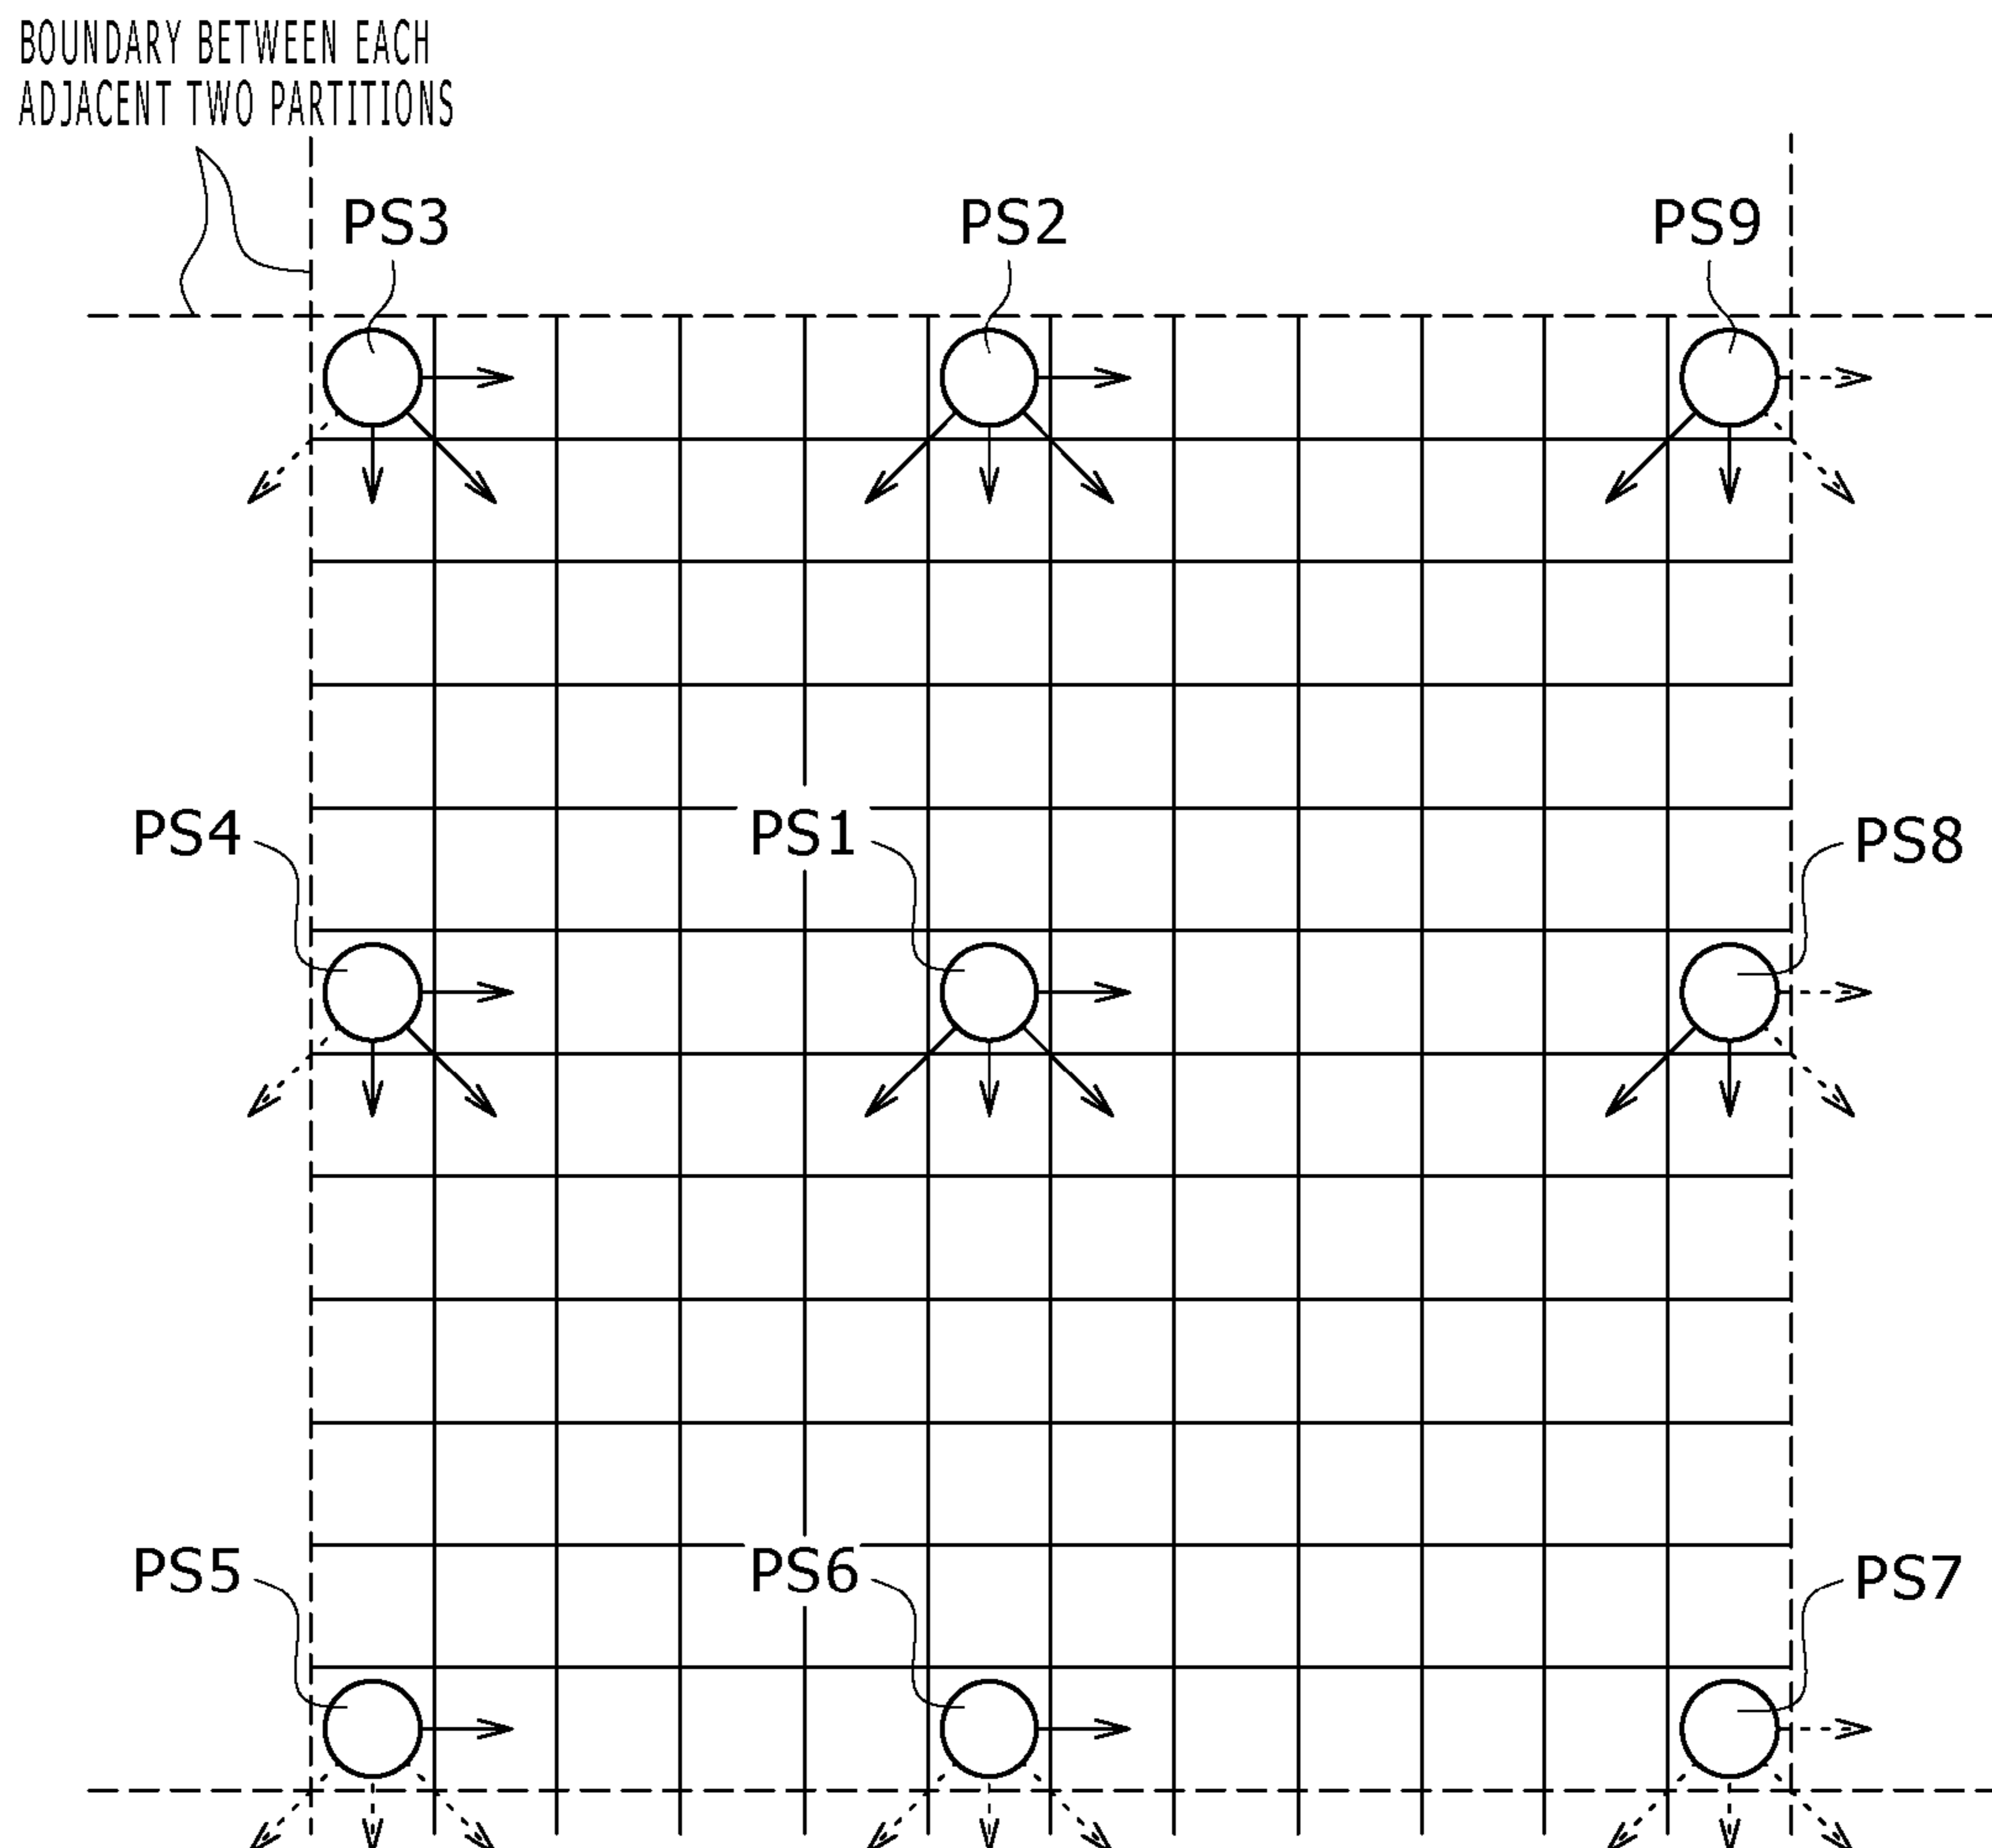 BOUNDARY BETWEEN EACH
ADJACENT TWO PARTITIONS
PS3
PS2
PS9
PS4
PS1
PS8
PS5
PS6
PS7